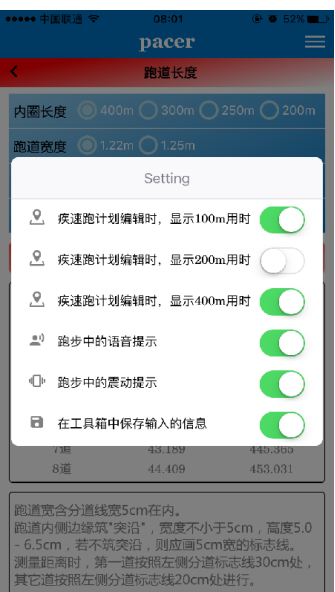 中国联通 08:01 52%
pacer
跑道长度
内圈长度 400m 300m 250m 200m
跑道宽度 1.22m 1.25m
Setting
疾速跑计划编辑时，显示100m用时
疾速跑计划编辑时，显示200m用时
疾速跑计划编辑时，显示400m用时
跑步中的语音提示
跑步中的震动提示
在工具箱中保存输入的信息
7道 43.189 445.365
8道 44.409 453.031
跑道宽含分道线宽5cm在内。
跑道内侧边缘筑"突沿"，宽度不小于5cm，高度5.0
- 6.5cm，若不筑突沿，则应画5cm宽的标志线。
测量距离时，第一道按照左侧分道标志线30cm处，
其它道按照左侧分道标志线20cm处进行。